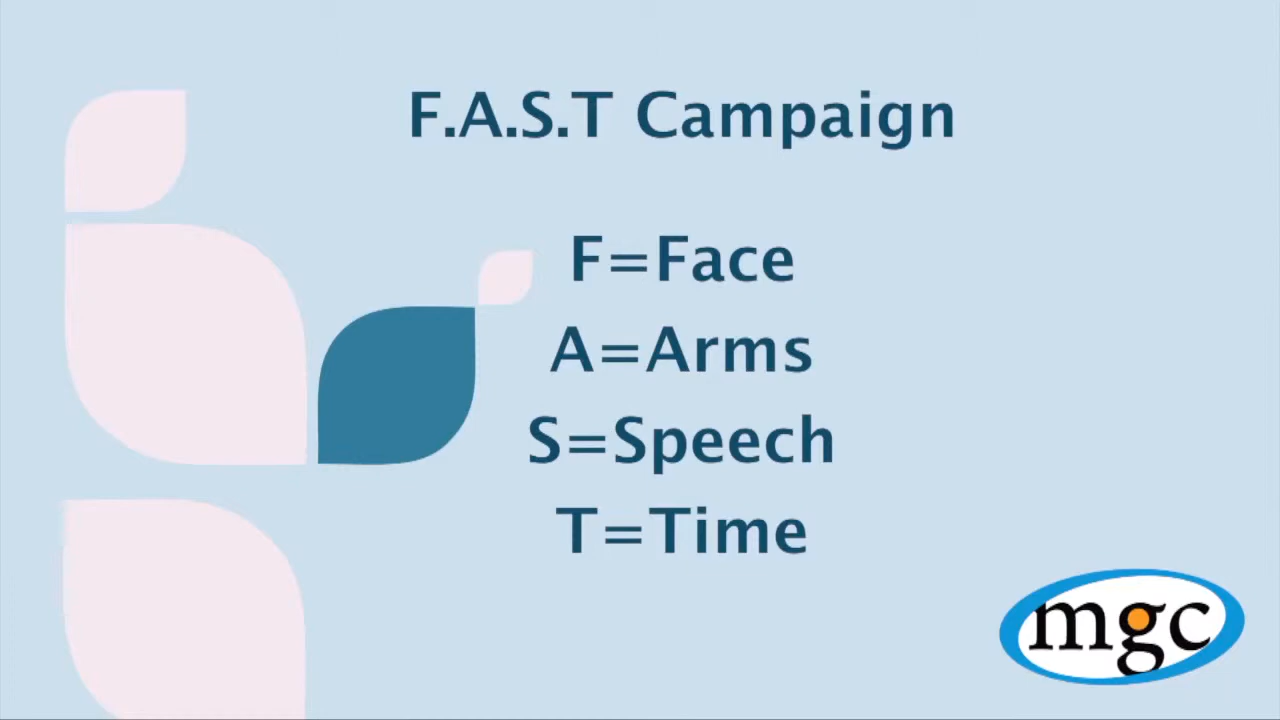 F.A.S.T Campaign
F=Face
A=Arms
S=Speech
T=Time
mgc